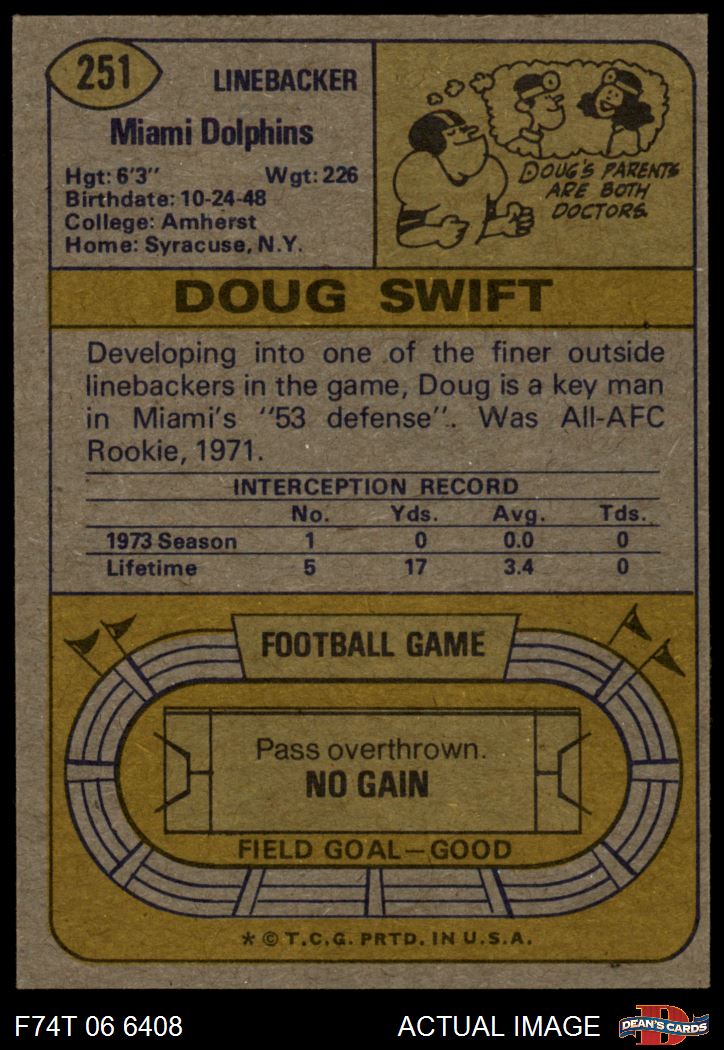 251
LINEBACKER
Miami Dolphins
Hgt: 6'3" Wgt: 226
Birthdate: 10-24-48
College: Amherst
Home: Syracuse, N.Y.
DOUG'S PARENTS
ARE BOTH
DOCTORS.
DOUG SWIFT
Developing into one of the finer outside
linebackers in the game, Doug is a key man
in Miami's "53 defense". Was All-AFC
Rookie, 1971.
INTERCEPTION RECORD
No. Yds. Avg. Tds.
1973 Season 1 0 0.0 0
Lifetime 5 17 3.4 0
FOOTBALL GAME
Pass overthrown.
NO GAIN
FIELD GOAL—GOOD
* © T.C.G. PRTD. IN U.S.A.
F74T 06 6408
ACTUAL IMAGE
D
DEAN'S CARDS